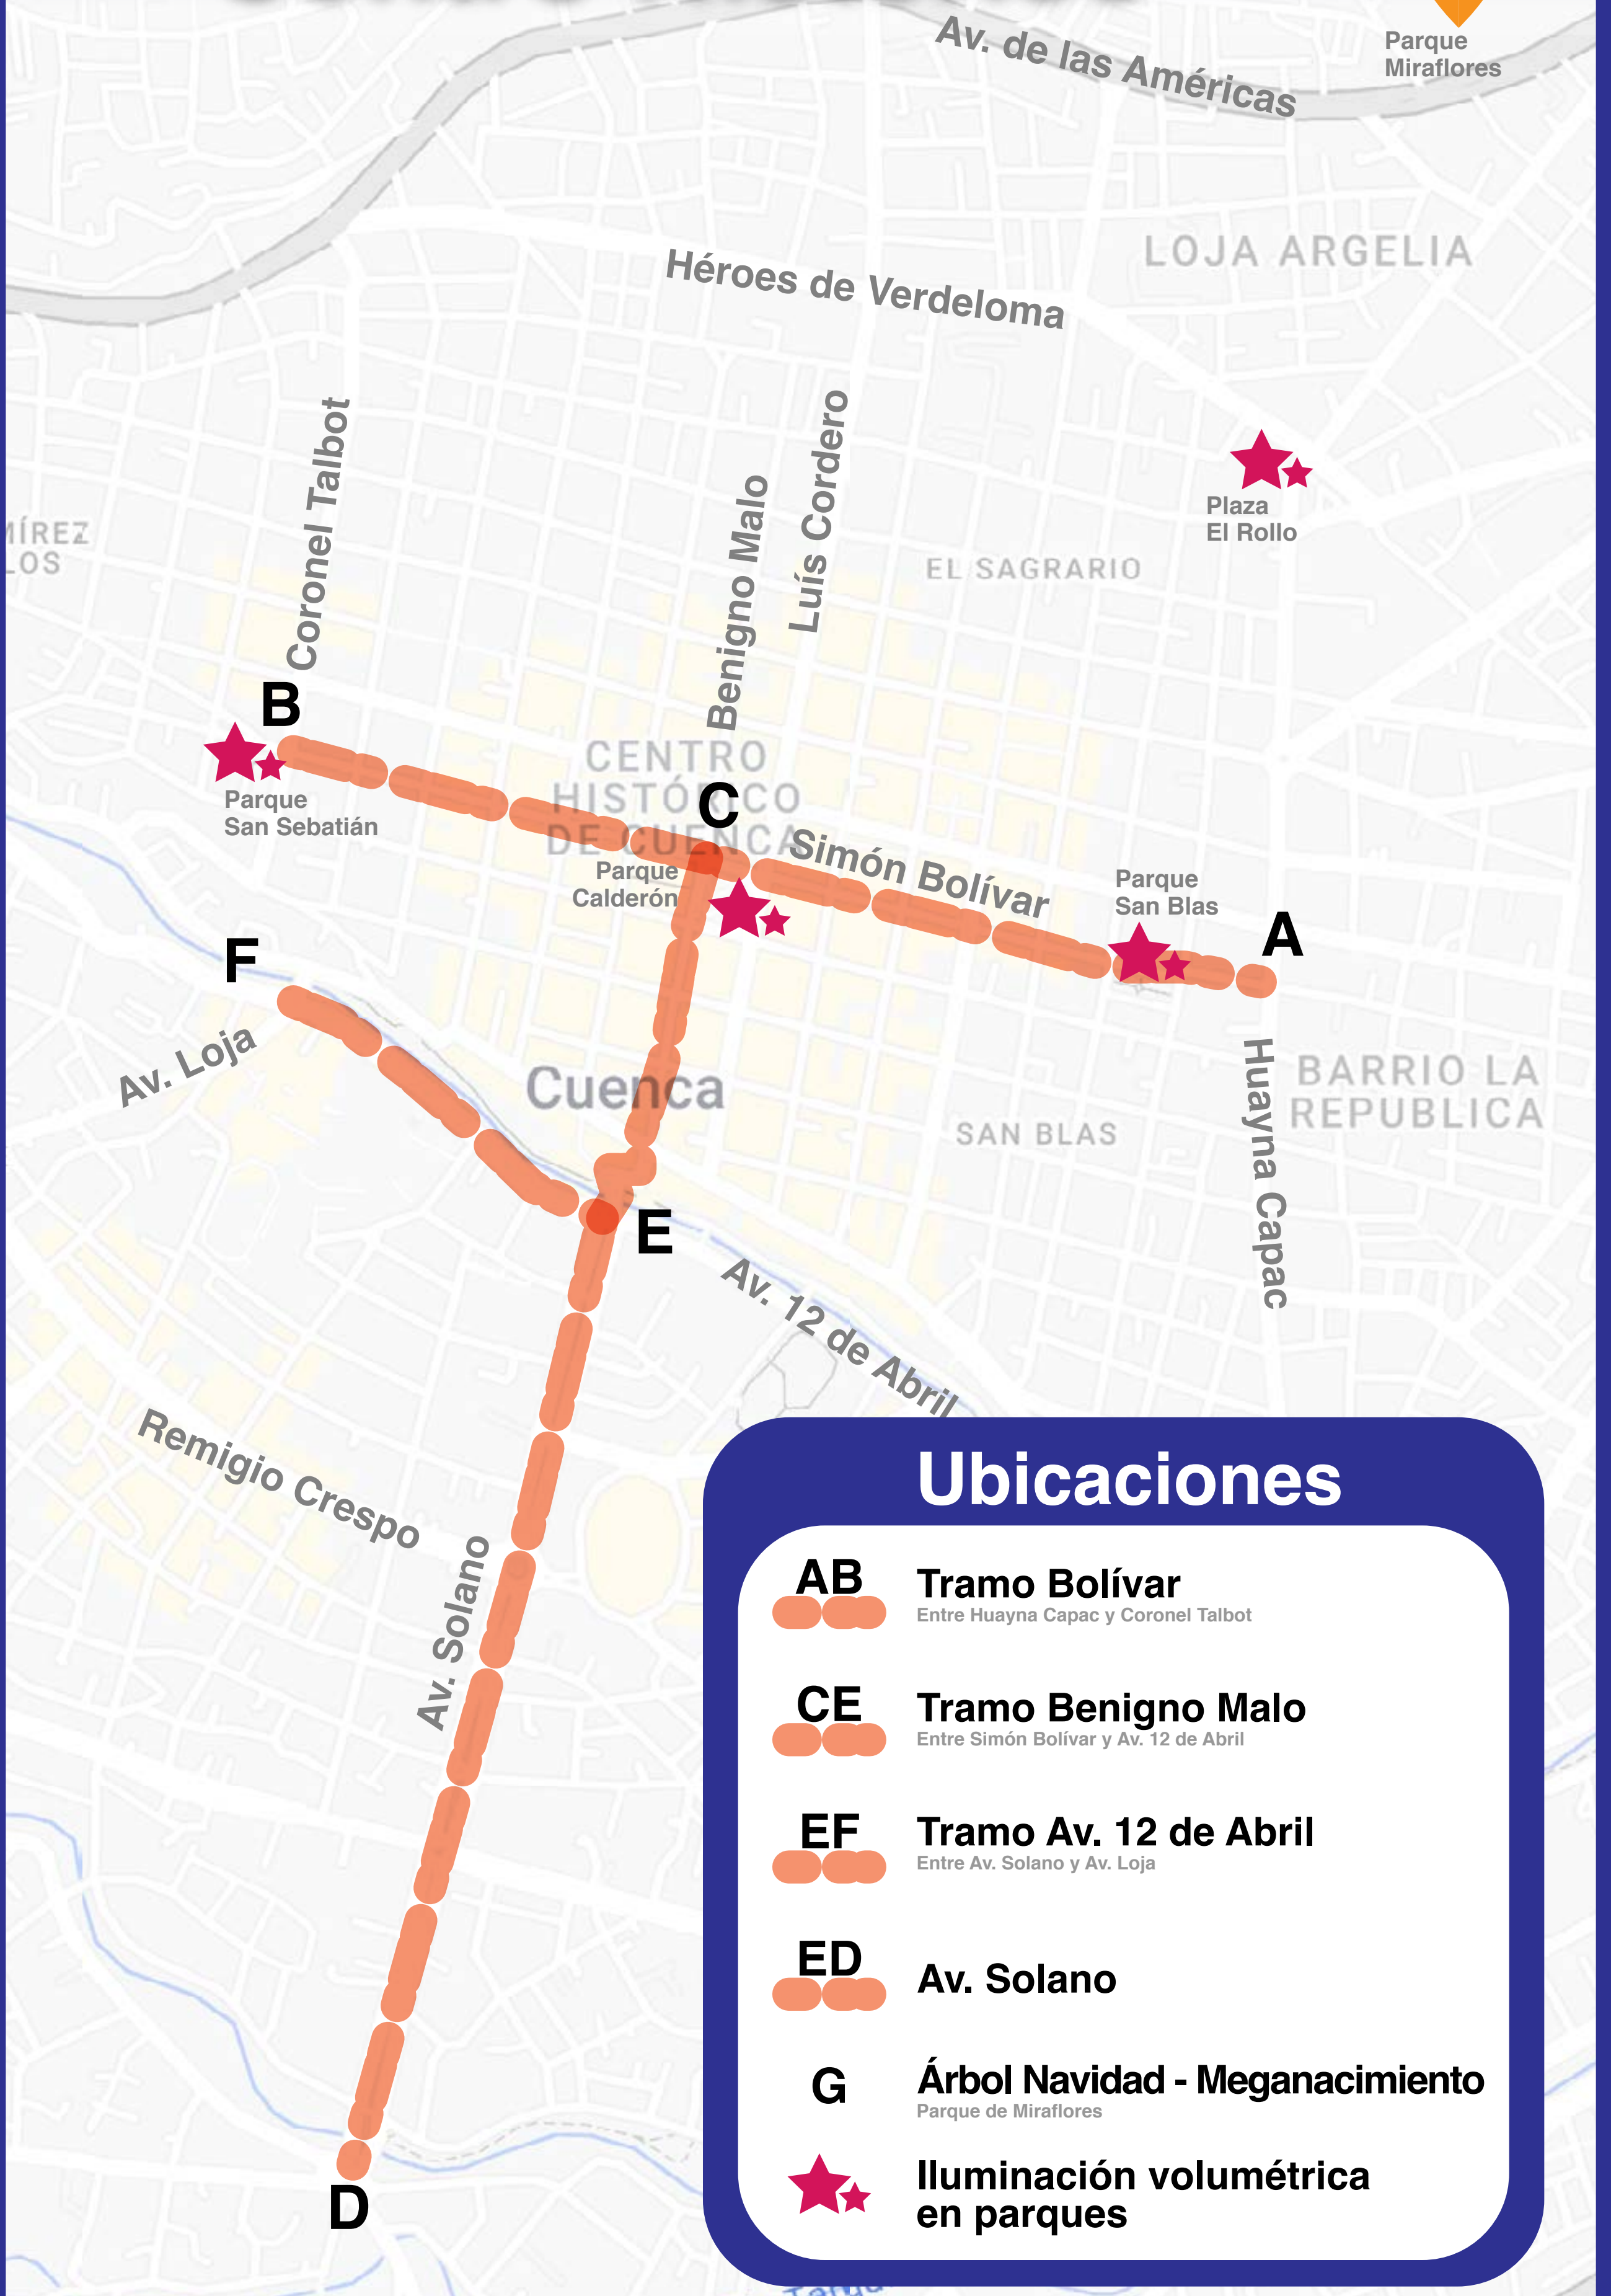 Av. de las Américas
Parque
Miraflores
LOJA ARGELIA
Héroes de Verdeloma
Coronel Talbot
Benigno Malo
Luís Cordero
Plaza
El Rollo
EL SAGRARIO
B
Parque
San Sebatián
CENTRO
HISTÓRICO
DE CUENCA
C
Simón Bolívar
Parque
Calderón
Parque
San Blas
A
F
Av. Loja
Cuenca
SAN BLAS
Huayna Capac
BARRIO LA
REPUBLICA
E
Av. 12 de Abril
Remigio Crespo
Av. Solano
D
Ubicaciones
AB
Tramo Bolívar
Entre Huayna Capac y Coronel Talbot
CE
Tramo Benigno Malo
Entre Simón Bolívar y Av. 12 de Abril
EF
Tramo Av. 12 de Abril
Entre Av. Solano y Av. Loja
ED
Av. Solano
G
Árbol Navidad - Meganacimiento
Parque de Miraflores
Iluminación volumétrica
en parques